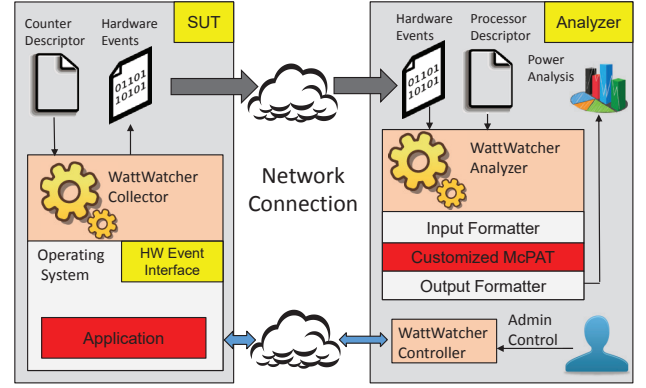 Counter
Descriptor
Hardware
Events
SUT
01101
10101
WattWatcher
Collector
Operating
System
HW Event
Interface
Application
Network
Connection
Hardware
Events
Processor
Descriptor
Analyzer
Power
Analysis
01101
10101
WattWatcher
Analyzer
Input Formatter
Customized McPAT
Output Formatter
WattWatcher
Controller
Admin
Control